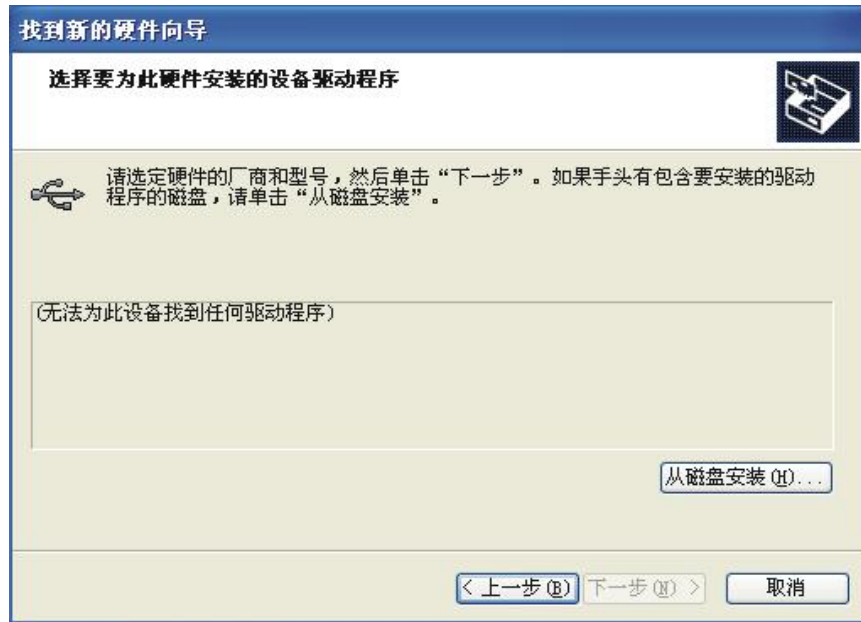 找到新的硬件向导
选择要为此硬件安装的设备驱动程序
请选定硬件的厂商和型号，然后单击“下一步”。如果手头有包含要安装的驱动
程序的磁盘，请单击“从磁盘安装”。
(无法为此设备找到任何驱动程序)
从磁盘安装(H)...
< 上一步(B) 下一步(N) > 取消